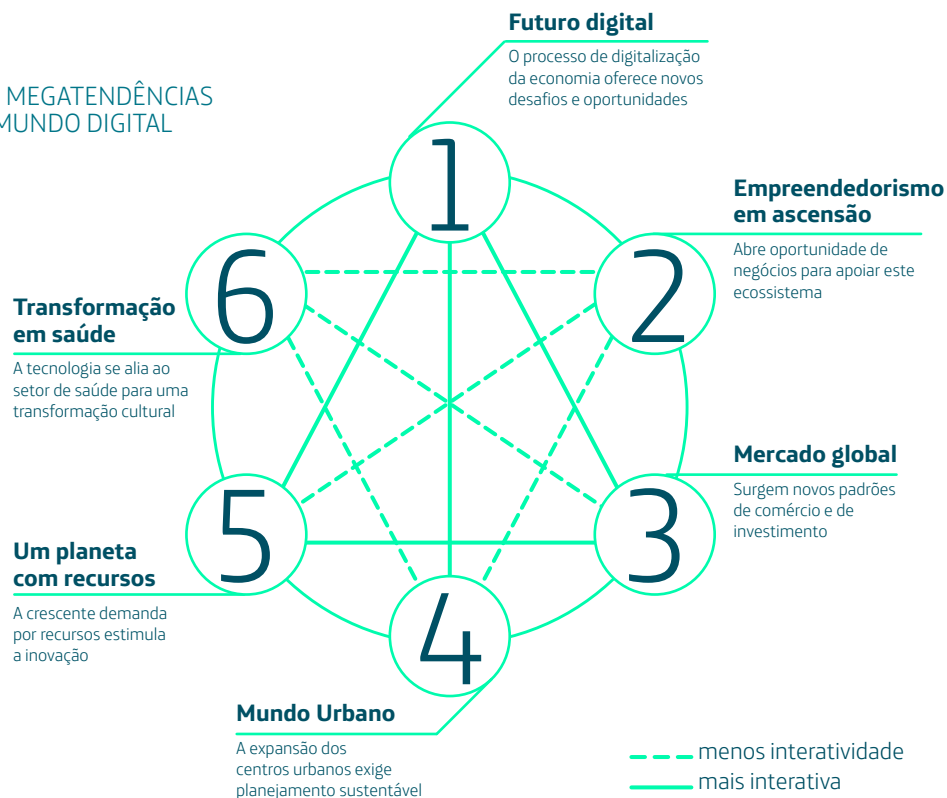 MEGATENDÊNCIAS
MUNDO DIGITAL
Futuro digital
O processo de digitalização
da economia oferece novos
desafios e oportunidades
1
Empreendedorismo
em ascensão
Abre oportunidade de
negócios para apoiar este
ecossistema
2
Mercado global
Surgem novos padrões
de comércio e de
investimento
3
Mundo Urbano
A expansão dos
centros urbanos exige
planejamento sustentável
4
Um planeta
com recursos
A crescente demanda
por recursos estimula
a inovação
5
Transformação
em saúde
A tecnologia se alia ao
setor de saúde para uma
transformação cultural
6
menos interatividade
mais interativa